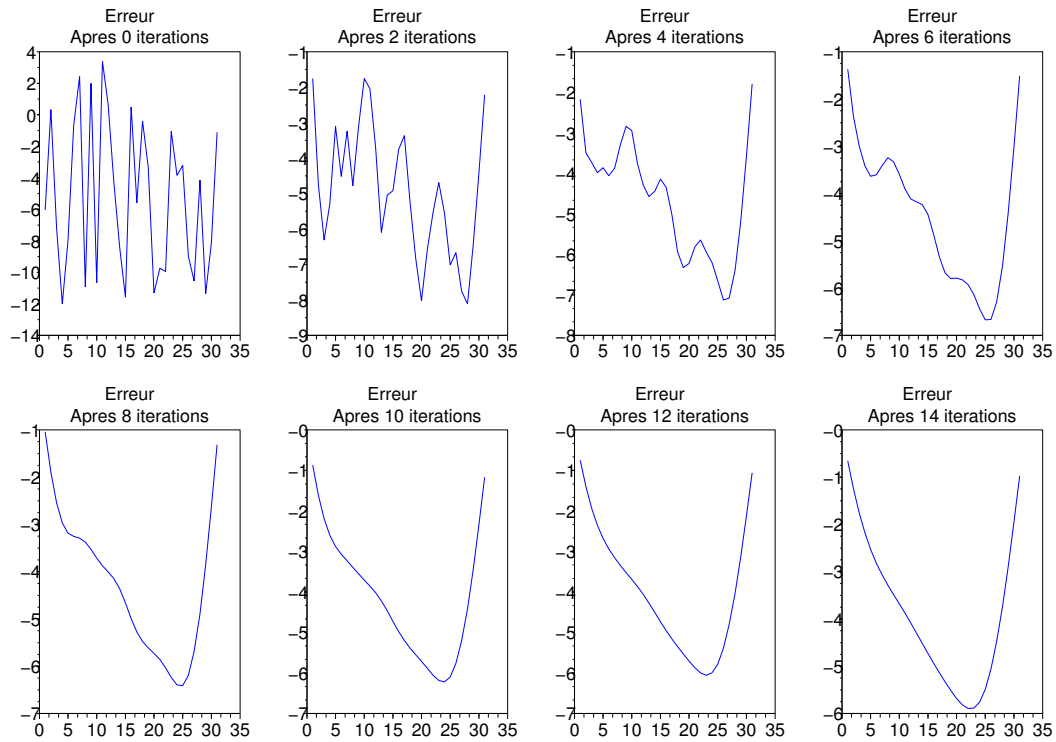 Erreur
Apres 0 iterations
4
2
0
−2
−4
−6
−8
−10
−12
−14
0 5 10 15 20 25 30 35
Erreur
Apres 2 iterations
−1
−2
−3
−4
−5
−6
−7
−8
−9
0 5 10 15 20 25 30 35
Erreur
Apres 4 iterations
−1
−2
−3
−4
−5
−6
−7
−8
0 5 10 15 20 25 30 35
Erreur
Apres 6 iterations
−1
−2
−3
−4
−5
−6
−7
0 5 10 15 20 25 30 35
Erreur
Apres 8 iterations
−1
−2
−3
−4
−5
−6
−7
0 5 10 15 20 25 30 35
Erreur
Apres 10 iterations
−0
−1
−2
−3
−4
−5
−6
−7
0 5 10 15 20 25 30 35
Erreur
Apres 12 iterations
−0
−1
−2
−3
−4
−5
−6
−7
0 5 10 15 20 25 30 35
Erreur
Apres 14 iterations
−0
−1
−2
−3
−4
−5
−6
0 5 10 15 20 25 30 35